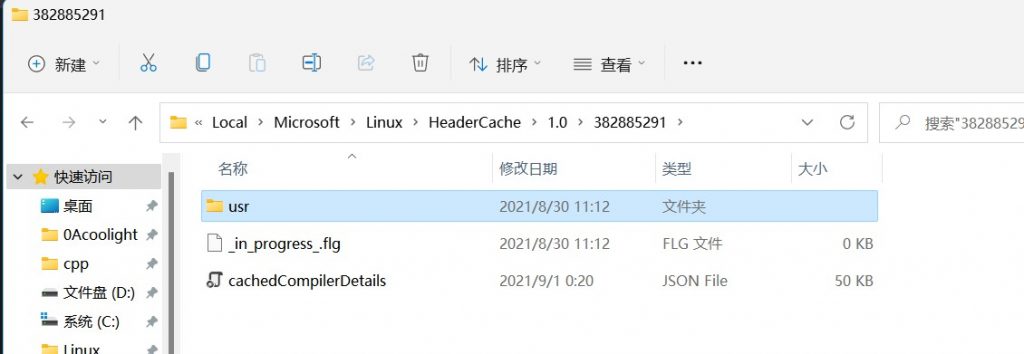 382885291
新建 排序 查看
« Local › Microsoft › Linux › HeaderCache › 1.0 › 382885291 › 搜索"38288529
名称 修改日期 类型 大小
快速访问
桌面
0Acoolight
cpp
文件盘 (D:)
系统 (C:)
Linux
usr 2021/8/30 11:12 文件夹
_in_progress_.flg 2021/8/30 11:12 FLG 文件 0 KB
cachedCompilerDetails 2021/9/1 0:20 JSON File 50 KB